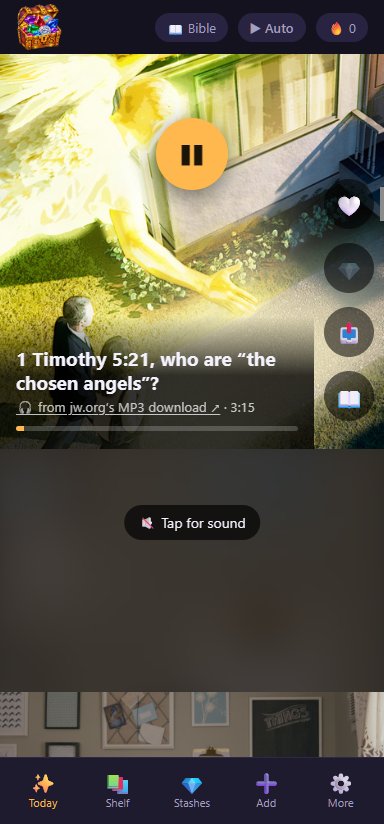 Bible
Auto
0
1 Timothy 5:21, who are “the
chosen angels”?
from jw.org's MP3 download ↗ · 3:15
Tap for sound
THINGS
Today
Shelf
Stashes
Add
More